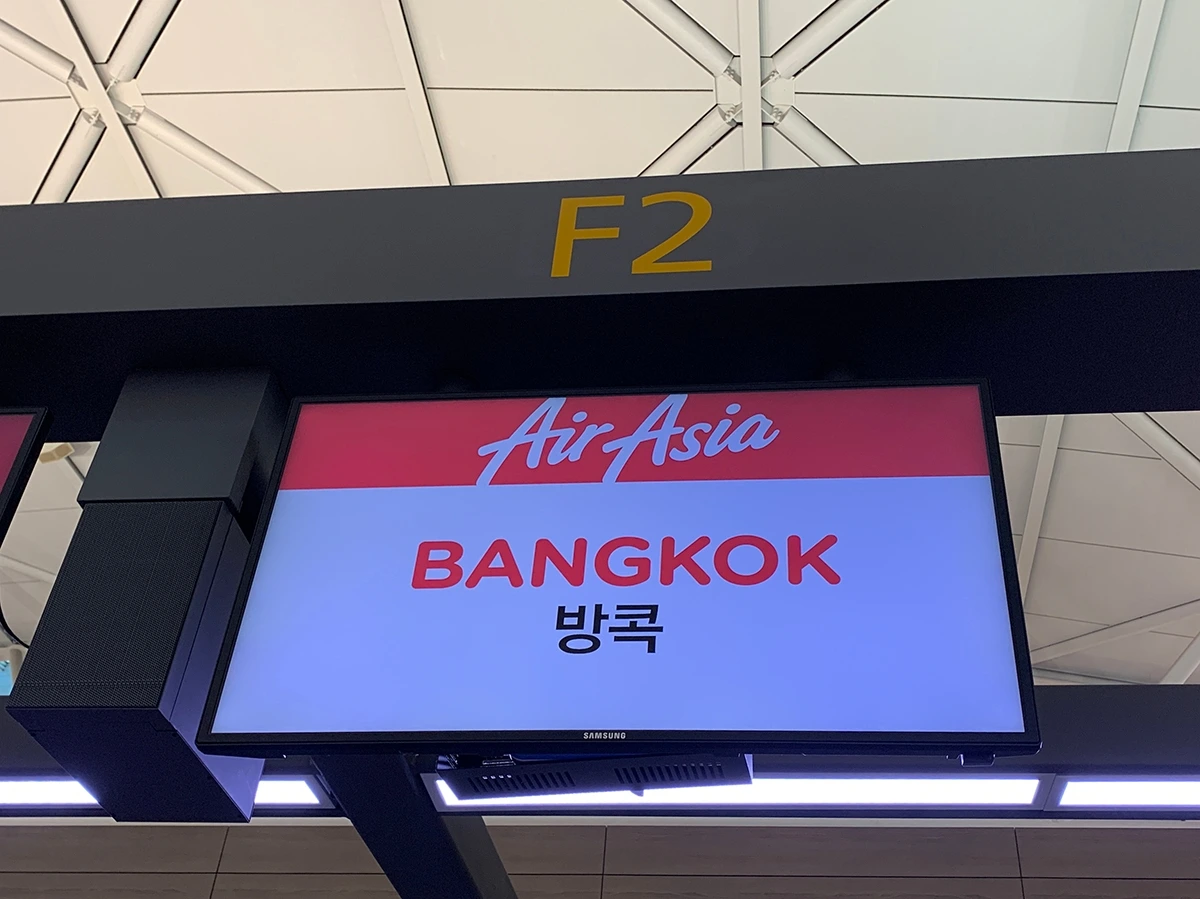 F2
AirAsia
BANGKOK
방콕
SAMSUNG